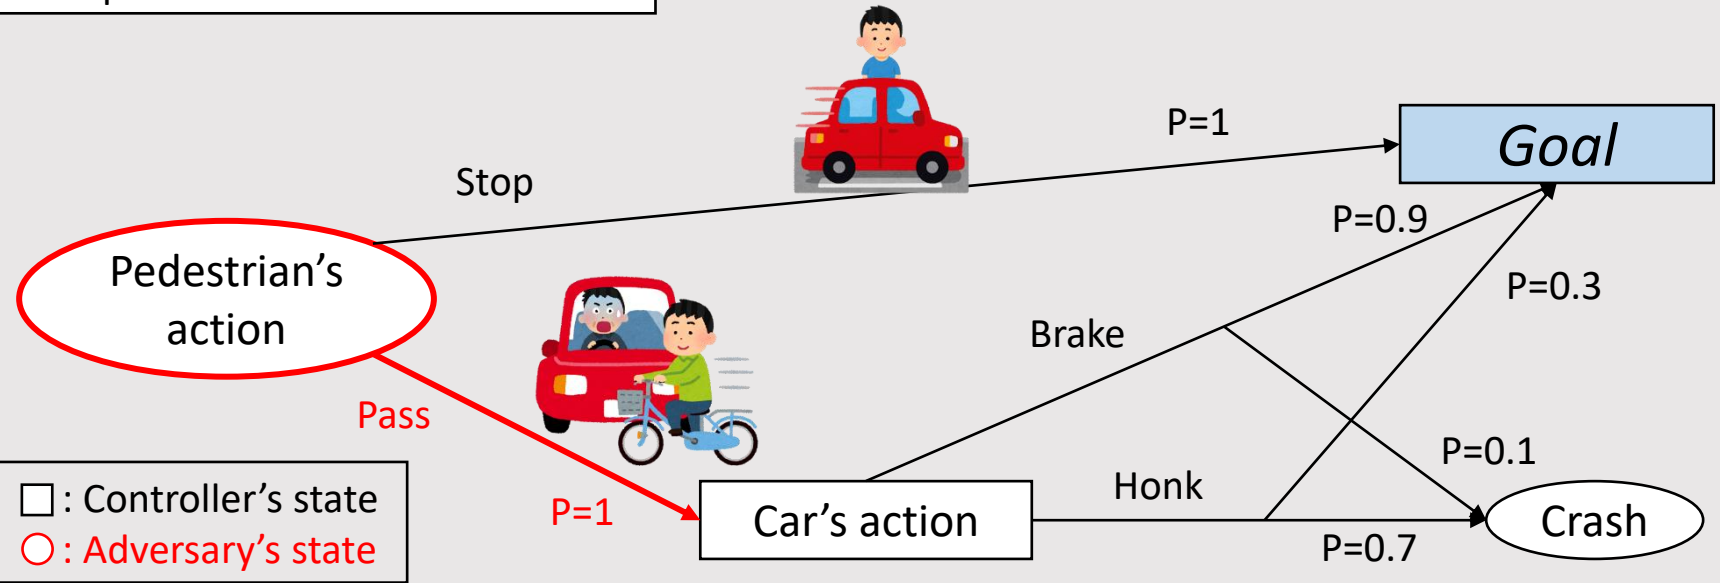 Stop
P=1
Goal
P=0.9
P=0.3
Pedestrian's
action
Brake
Pass
P=0.1
P=1
Honk
Car's action
Crash
P=0.7
: Controller's state
: Adversary's state